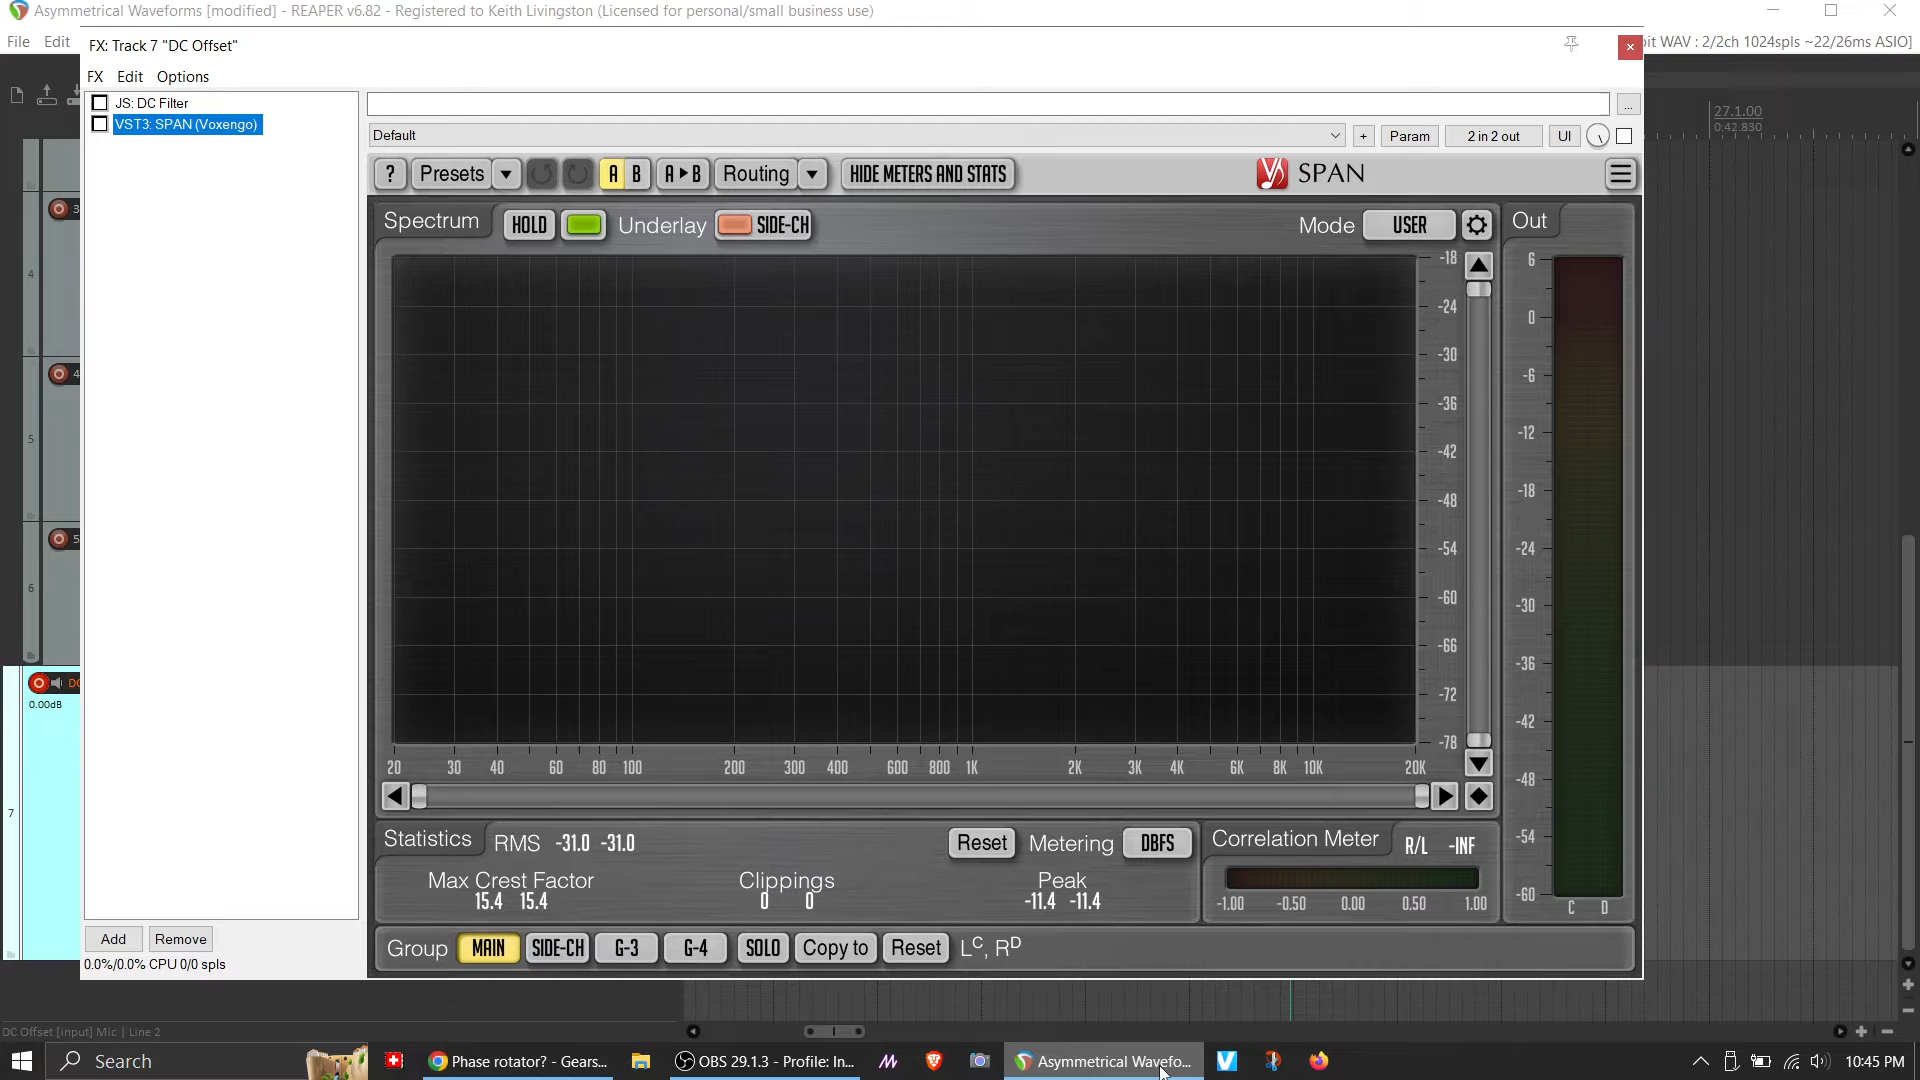 Asymmetrical Waveforms [modified] - REAPER v6.82 - Registered to Keith Livingston (Licensed for personal/small business use)
File Edit
bit WAV : 2/2ch 1024spls ~22/26ms ASIO]
FX: Track 7 "DC Offset"
FX Edit Options
JS: DC Filter
VST3: SPAN (Voxengo)
...
Default
+ Param 2 in 2 out UI
27.1.00
0:42.830
? Presets A B A B Routing HIDE METERS AND STATS SPAN
Spectrum HOLD Underlay SIDE-CH Mode USER Out
-18
-24
-30
-36
-42
-48
-54
-60
-66
-72
-78
6
0
-6
-12
-18
-24
-30
-36
-42
-48
-54
-60
C D
20 30 40 60 80 100 200 300 400 600 800 1K 2K 3K 4K 6K 8K 10K 20K
Statistics RMS -31.0 -31.0 Reset Metering DBFS Correlation Meter R/L -INF
Max Crest Factor Clippings Peak
15.4 15.4 0 0 -11.4 -11.4
-1.00 -0.50 0.00 0.50 1.00
Group MAIN SIDE-CH G-3 G-4 SOLO Copy to Reset L C, R D
3
4
4
5
5
6
DC
0.00dB
7
Add Remove
0.0%/0.0% CPU 0/0 spls
DC Offset [input] Mic | Line 2
Search Phase rotator? - Gears... OBS 29.1.3 - Profile: In... Asymmetrical Wavefo... 10:45 PM